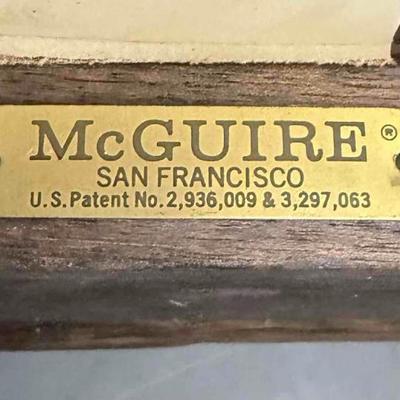 McGUIRE®
SAN FRANCISCO
U.S. Patent No. 2,936,009 & 3,297,063